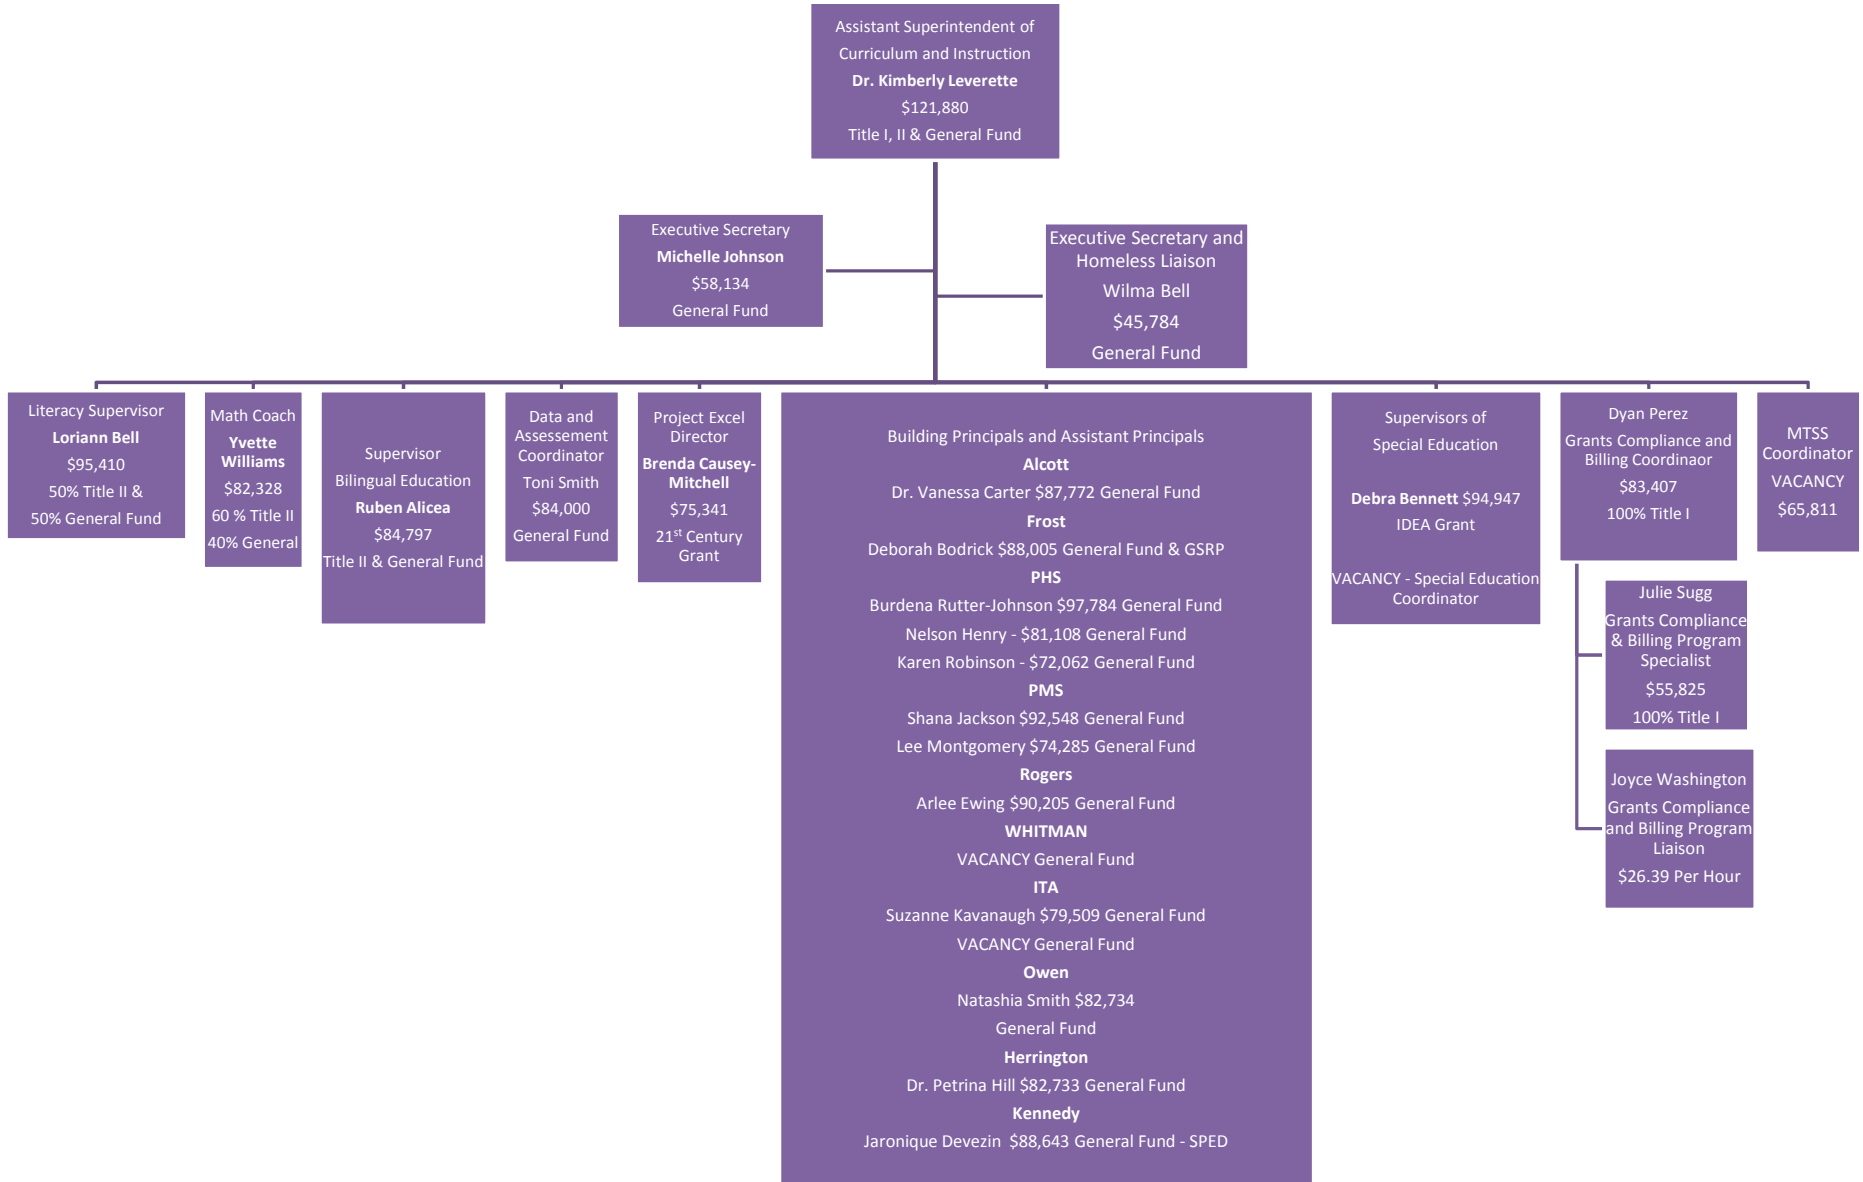 Assistant Superintendent of
Curriculum and Instruction
Dr. Kimberly Leverette
$121,880
Title I, II & General Fund
Executive Secretary
Michelle Johnson
$58,134
General Fund
Executive Secretary and
Homeless Liaison
Wilma Bell
$45,784
General Fund
Literacy Supervisor
Loriann Bell
$95,410
50% Title II &
50% General Fund
Math Coach
Yvette
Williams
$82,328
60 % Title II
40% General
Supervisor
Bilingual Education
Ruben Alicea
$84,797
Title II & General Fund
Data and
Assessement
Coordinator
Toni Smith
$84,000
General Fund
Project Excel
Director
Brenda Causey-
Mitchell
$75,341
21st Century
Grant
Building Principals and Assistant Principals
Alcott
Dr. Vanessa Carter $87,772 General Fund
Frost
Deborah Bodrick $88,005 General Fund & GSRP
PHS
Burdena Rutter-Johnson $97,784 General Fund
Nelson Henry - $81,108 General Fund
Karen Robinson - $72,062 General Fund
PMS
Shana Jackson $92,548 General Fund
Lee Montgomery $74,285 General Fund
Rogers
Arlee Ewing $90,205 General Fund
WHITMAN
VACANCY General Fund
ITA
Suzanne Kavanaugh $79,509 General Fund
VACANCY General Fund
Owen
Natashia Smith $82,734
General Fund
Herrington
Dr. Petrina Hill $82,733 General Fund
Kennedy
Jaronique Devezin  $88,643 General Fund - SPED
Supervisors of
Special Education
Debra Bennett $94,947
IDEA Grant
VACANCY - Special Education
Coordinator
Dyan Perez
Grants Compliance and
Billing Coordinaor
$83,407
100% Title I
Julie Sugg
Grants Compliance
& Billing Program
Specialist
$55,825
100% Title I
Joyce Washington
Grants Compliance
and Billing Program
Liaison
$26.39 Per Hour
MTSS
Coordinator
VACANCY
$65,811